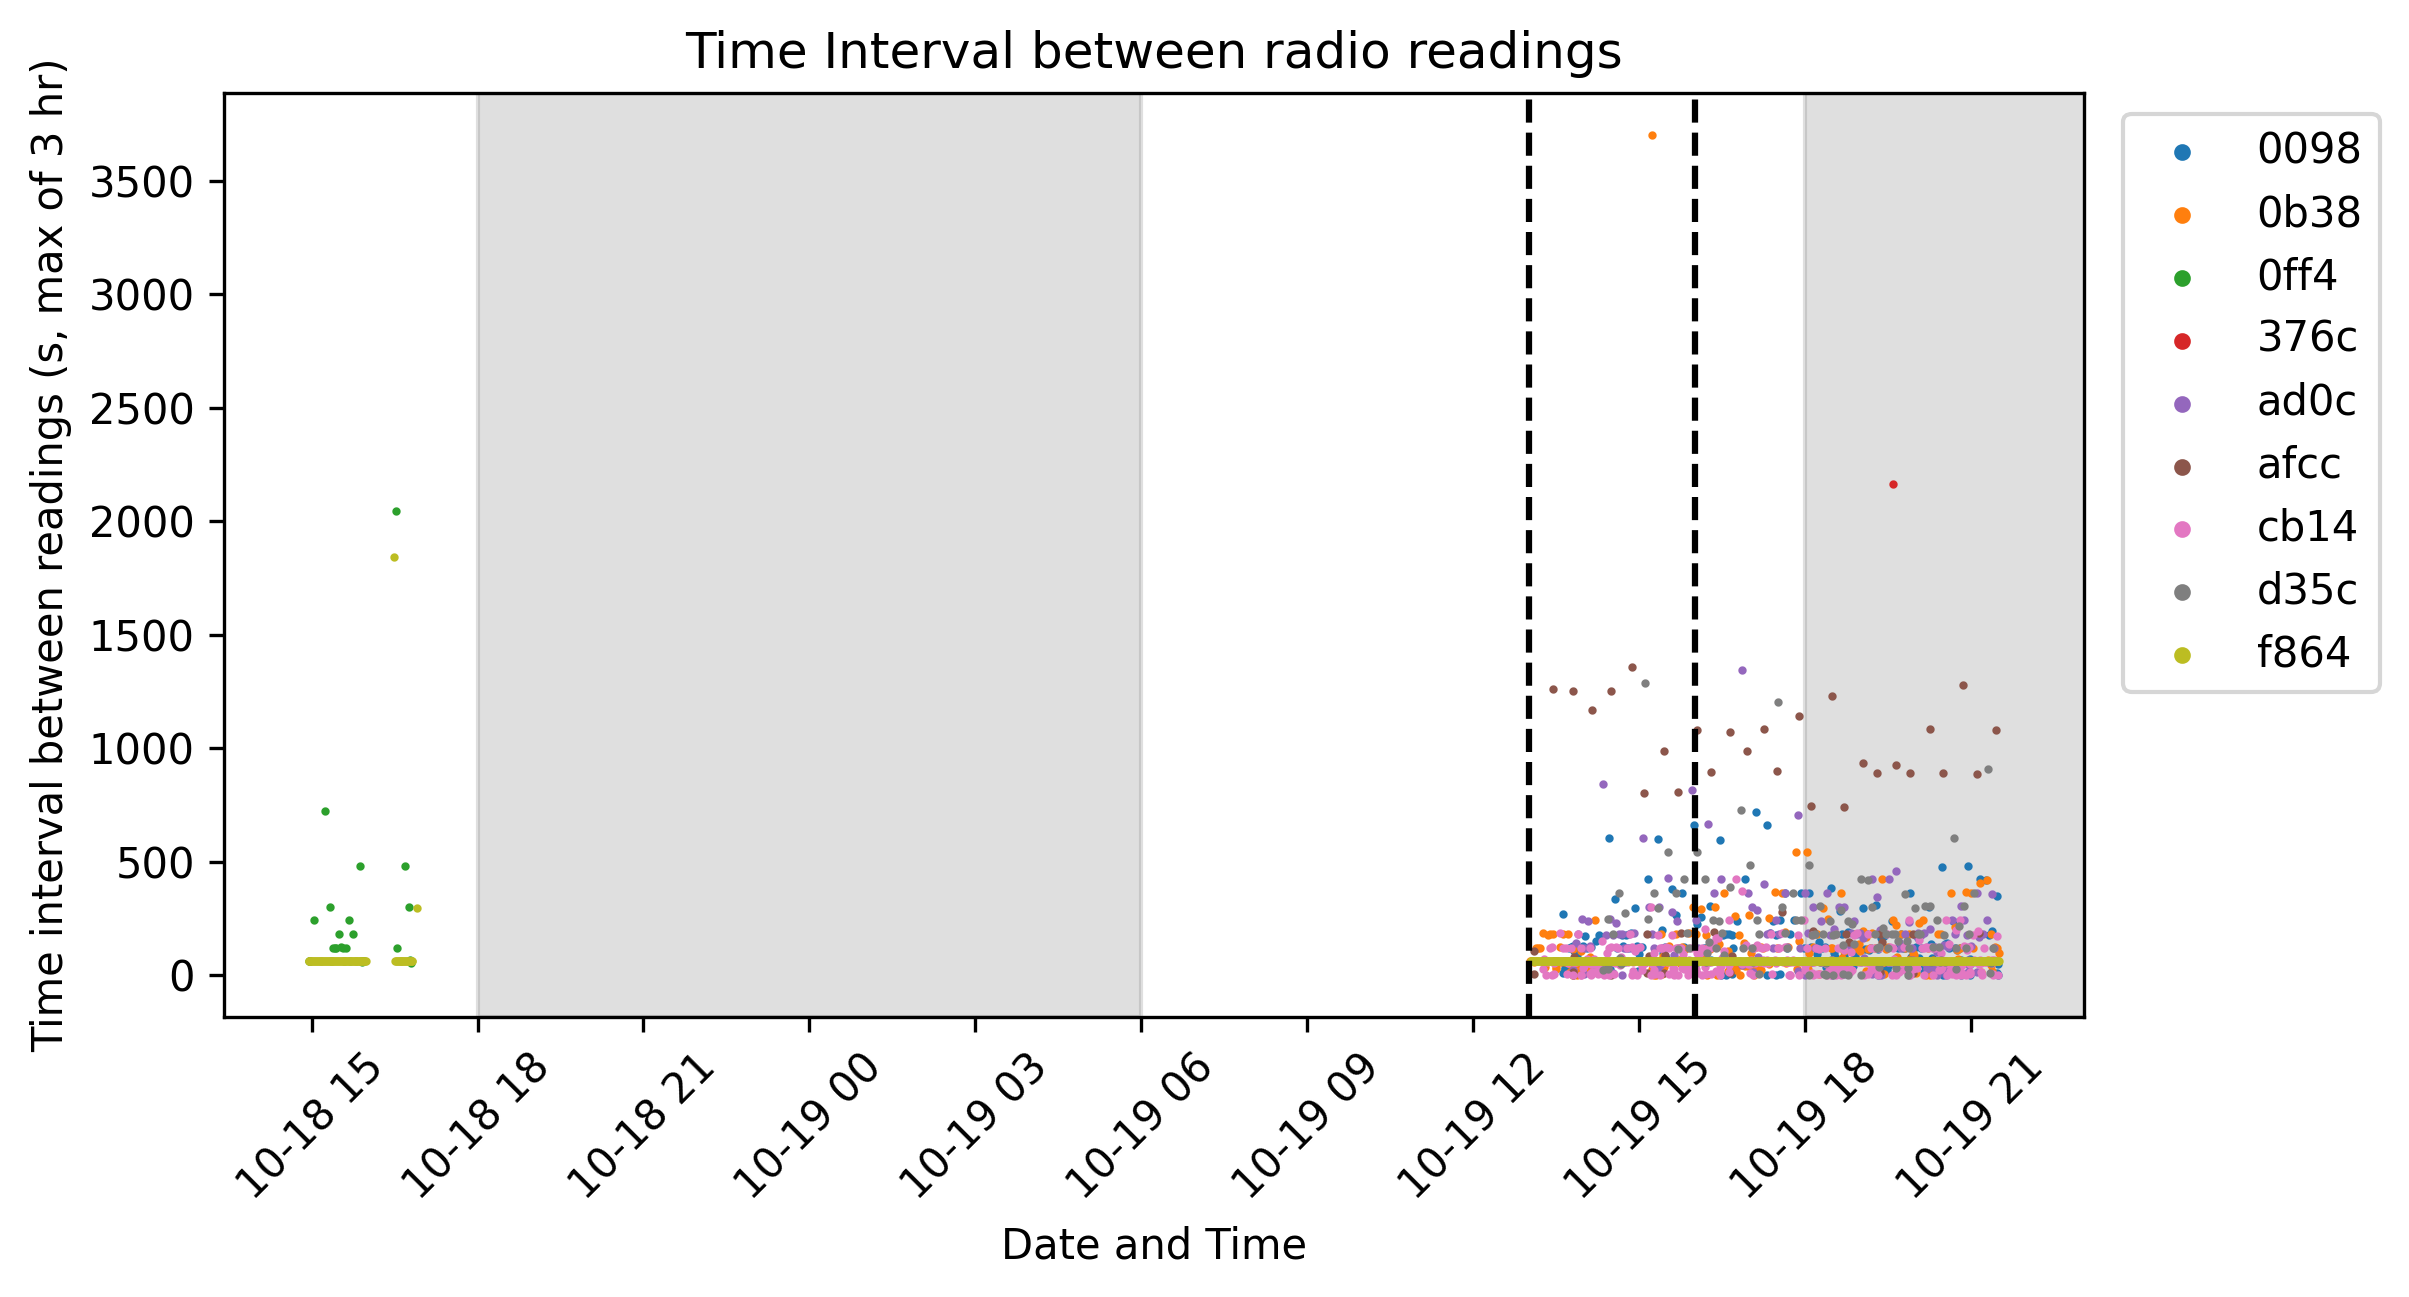 Time Interval between radio readings
Time interval between readings (s, max of 3 hr)
3500
3000
2500
2000
1500
1000
500
0
10-18 15
10-18 18
10-18 21
10-19 00
10-19 03
10-19 06
10-19 09
10-19 12
10-19 15
10-19 18
10-19 21
Date and Time
0098
0b38
0ff4
376c
ad0c
afcc
cb14
d35c
f864